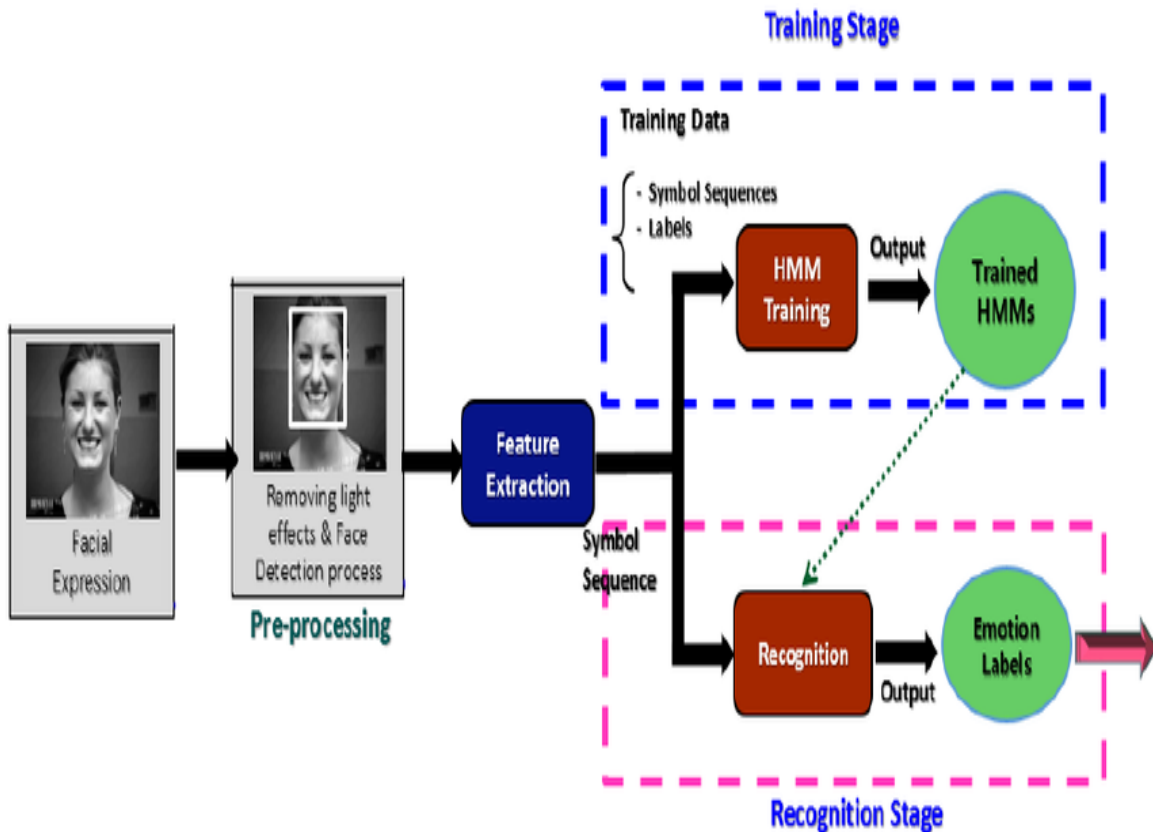 Training Stage
Training Data
- Symbol Sequences
- Labels
HMM
Training
Output
Trained
HMMs
Facial
Expression
Removing light
effects & Face
Detection process
Pre-processing
Feature
Extraction
Symbol
Sequence
Recognition
Output
Emotion
Labels
Recognition Stage